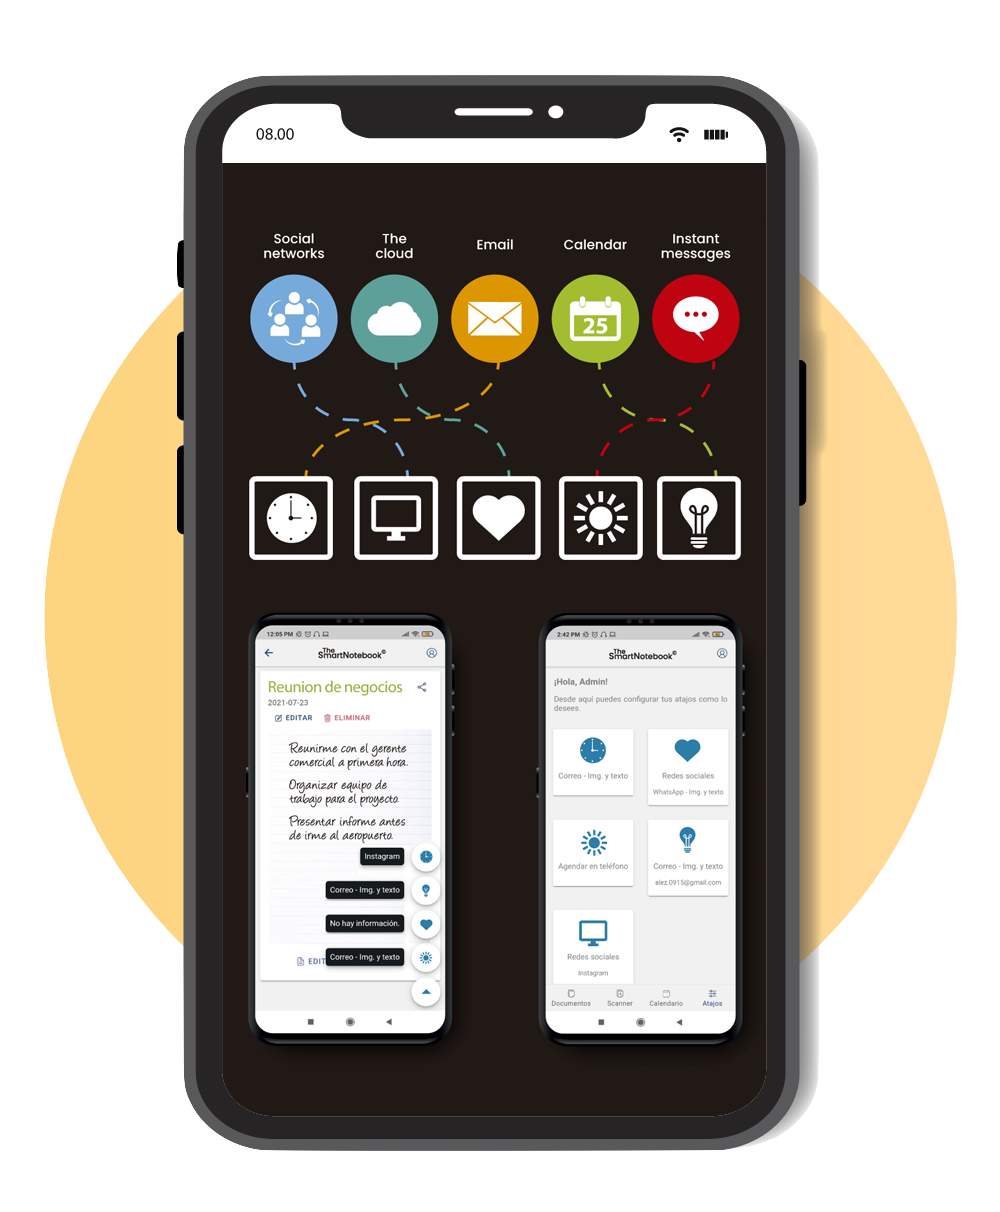 08.00
Social
networks
The
cloud
Email
Calendar
Instant
messages
25
12:05 PM
The
SmartNotebook©
Reunion de negocios
2021-07-23
EDITAR
ELIMINAR
Reunirme con el gerente
comercial a primera hora.
Organizar equipo de
trabajo para el proyecto.
Presentar informe antes
de irme al aeropuerto.
Instagram
Correo - Img. y texto
No hay información.
EDIT
Correo - Img. y texto
2:42 PM
The
SmartNotebook©
¡Hola, Admin!
Desde aquí puedes configurar tus atajos como lo
desees.
Correo - Img. y texto
Redes sociales
WhatsApp - Img. y texto
Agendar en teléfono
Correo - Img. y texto
alez.0915@gmail.com
Redes sociales
Instagram
Documentos
Scanner
Calendario
Atajos